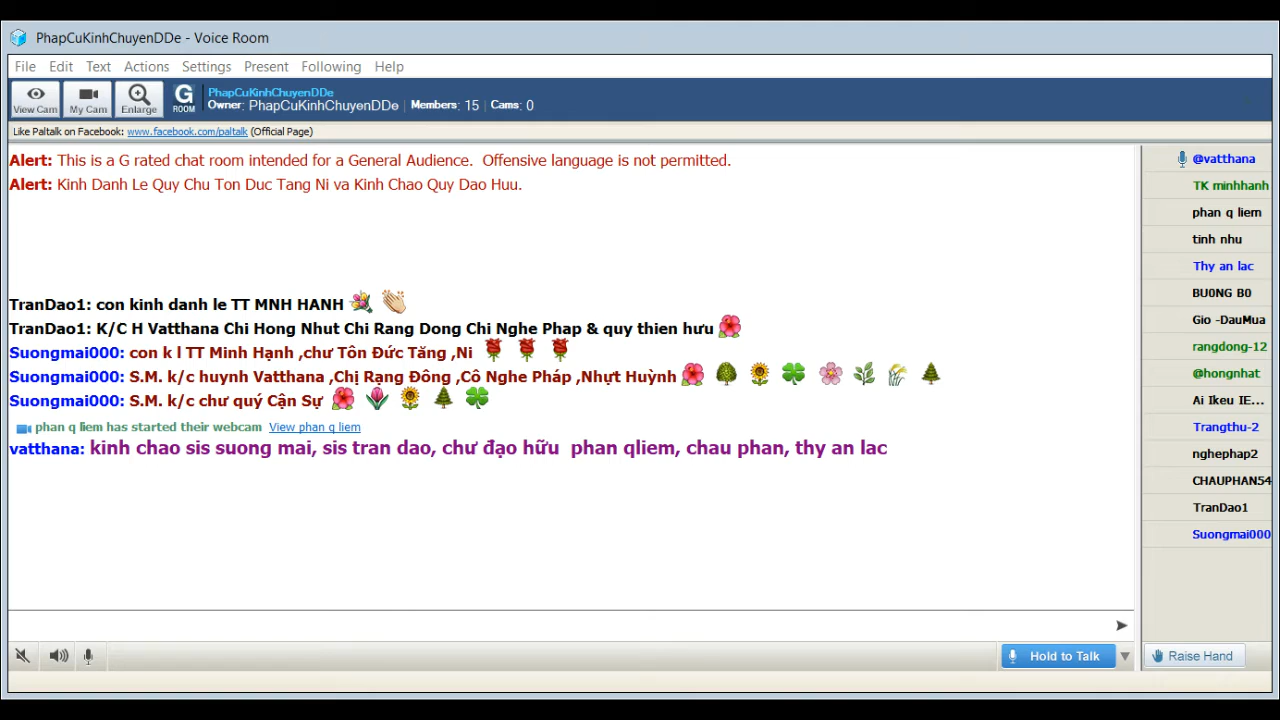 PhapCuKinhChuyenDDe - Voice Room
File Edit Text Actions Settings Present Following Help
View Cam My Cam Enlarge G ROOM PhapCuKinhChuyenDDe
Owner: PhapCuKinhChuyenDDe Members: 15 Cams: 0
Like Paltalk on Facebook: www.facebook.com/paltalk (Official Page)
Alert: This is a G rated chat room intended for a General Audience. Offensive language is not permitted.
Alert: Kinh Danh Le Quy Chu Ton Duc Tang Ni va Kinh Chao Quy Dao Huu.
TranDao1: con kinh danh le TT MNH HANH
TranDao1: K/C H Vatthana Chi Hong Nhut Chi Rang Dong Chi Nghe Phap & quy thien hưu
Suongmai000: con k l TT Minh Hạnh ,chư Tôn Đức Tăng ,Ni
Suongmai000: S.M. k/c huynh Vatthana ,Chị Rạng Đông ,Cô Nghe Pháp ,Nhựt Huỳnh
Suongmai000: S.M. k/c chư quý Cận Sự
phan q liem has started their webcam View phan q liem
vatthana: kinh chao sis suong mai, sis tran dao, chư đạo hữu phan qliem, chau phan, thy an lac
@vatthana
TK minhhanh
phan q liem
tinh nhu
Thy an lac
BU0NG B0
Gio -DauMua
rangdong-12
@hongnhat
Ai Ikeu IE...
Trangthu-2
nghephap2
CHAUPHAN54
TranDao1
Suongmai000
Hold to Talk
Raise Hand